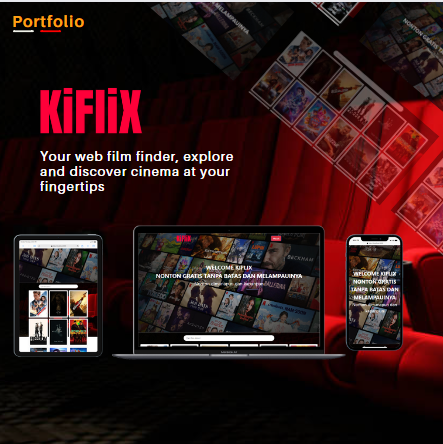 Portfolio
KiFliX
Your web film finder, explore
and discover cinema at your
fingertips
WELCOME KIFLIX
NONTON GRATIS TANPA BATAS DAN MELAMPAUINYA
BECKHAM
WELCOME KIFLIX
NONTON GRATIS
TANPA BATAS DAN
MELAMPAUINYA